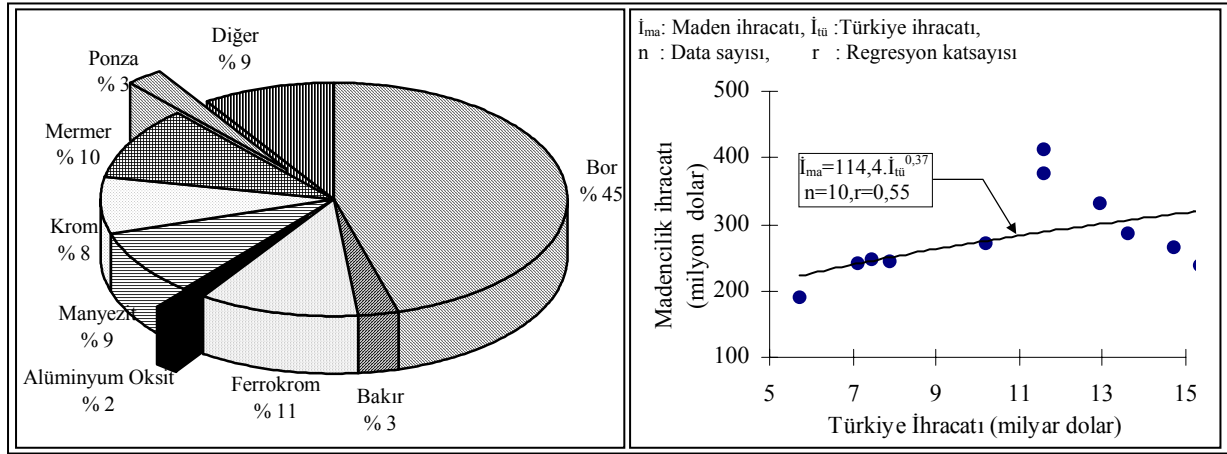 Diğer
% 9
Ponza
% 3
Mermer
% 10
Bor
% 45
Krom
% 8
Manyezit
% 9
Alüminyum Oksit
% 2
Ferrokrom
% 11
Bakır
% 3
İma: Maden ihracatı, İtü :Türkiye ihracatı,
n : Data sayısı, r : Regresyon katsayısı
Madencilik ihracatı
(milyon dolar)
500
400
300
200
100
İma=114,4.İtü0,37
n=10,r=0,55
5 7 9 11 13 15
Türkiye İhracatı (milyar dolar)